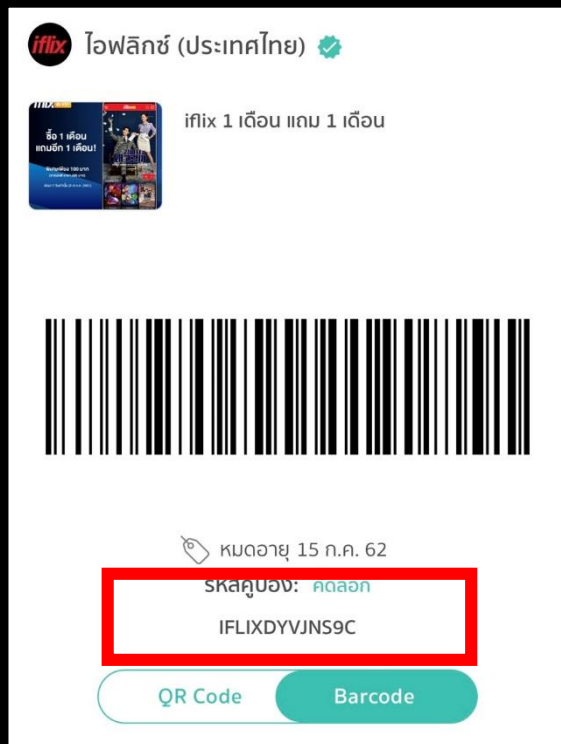 iflix
ไอฟลิกซ์ (ประเทศไทย)
iflix 1 เดือน แถม 1 เดือน
ซื้อ 1 เดือน
แถมอีก 1 เดือน!
หมดอายุ 15 ก.ค. 62
รหัสคูปอง: คัดลอก
IFLIXDYVJNS9C
QR Code
Barcode